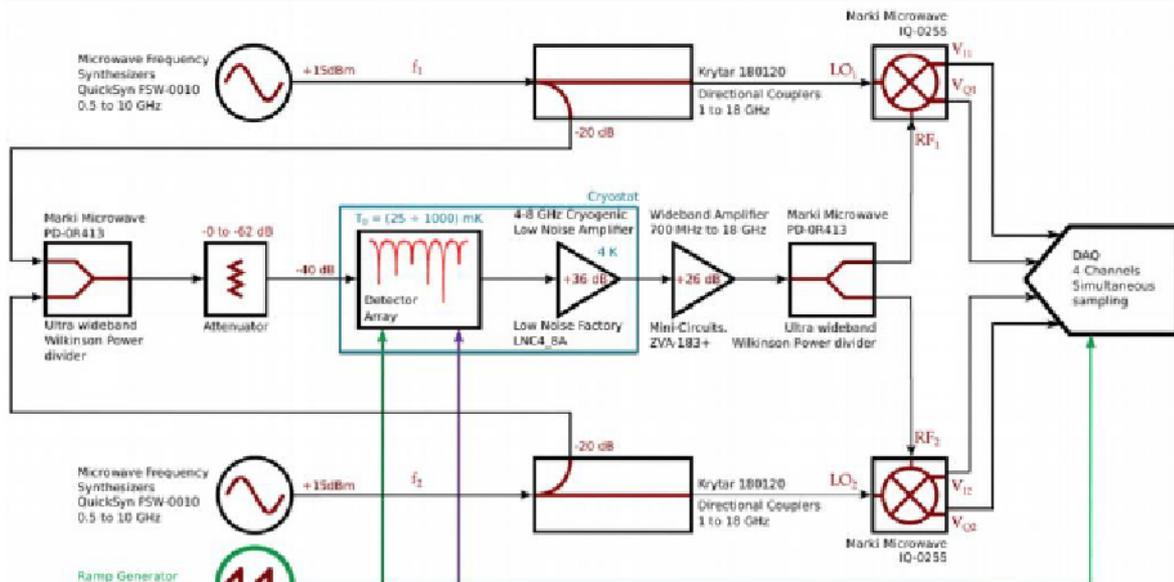 Marki Microwave
IQ-0255
Microwave Frequency
Synthesizers
QuickSyn FSW-0010
0.5 to 10 GHz
+15dBm
f₁
Krytar 180120
Directional Couplers
1 to 18 GHz
-20 dB
LO₁
V_I1
V_Q1
RF₁
Cryostat
Marki Microwave
PD-0R413
-0 to -62 dB
T₀ = (25 ÷ 1000) mK
4-8 GHz Cryogenic
Low Noise Amplifier
Wideband Amplifier
700 MHz to 18 GHz
Marki Microwave
PD-0R413
4 K
-40 dB
+36 dB
+26 dB
DAQ
4 Channels
Simultaneous
sampling
Detector
Array
Ultra wideband
Wilkinson Power
divider
Attenuator
Low Noise Factory
LNC4_8A
Mini-Circuits.
ZVA-183+
Ultra wideband
Wilkinson Power divider
-20 dB
RF₂
Microwave Frequency
Synthesizers
QuickSyn FSW-0010
0.5 to 10 GHz
+15dBm
f₂
Krytar 180120
Directional Couplers
1 to 18 GHz
LO₂
V_I2
V_Q2
Marki Microwave
IQ-0255
Ramp Generator